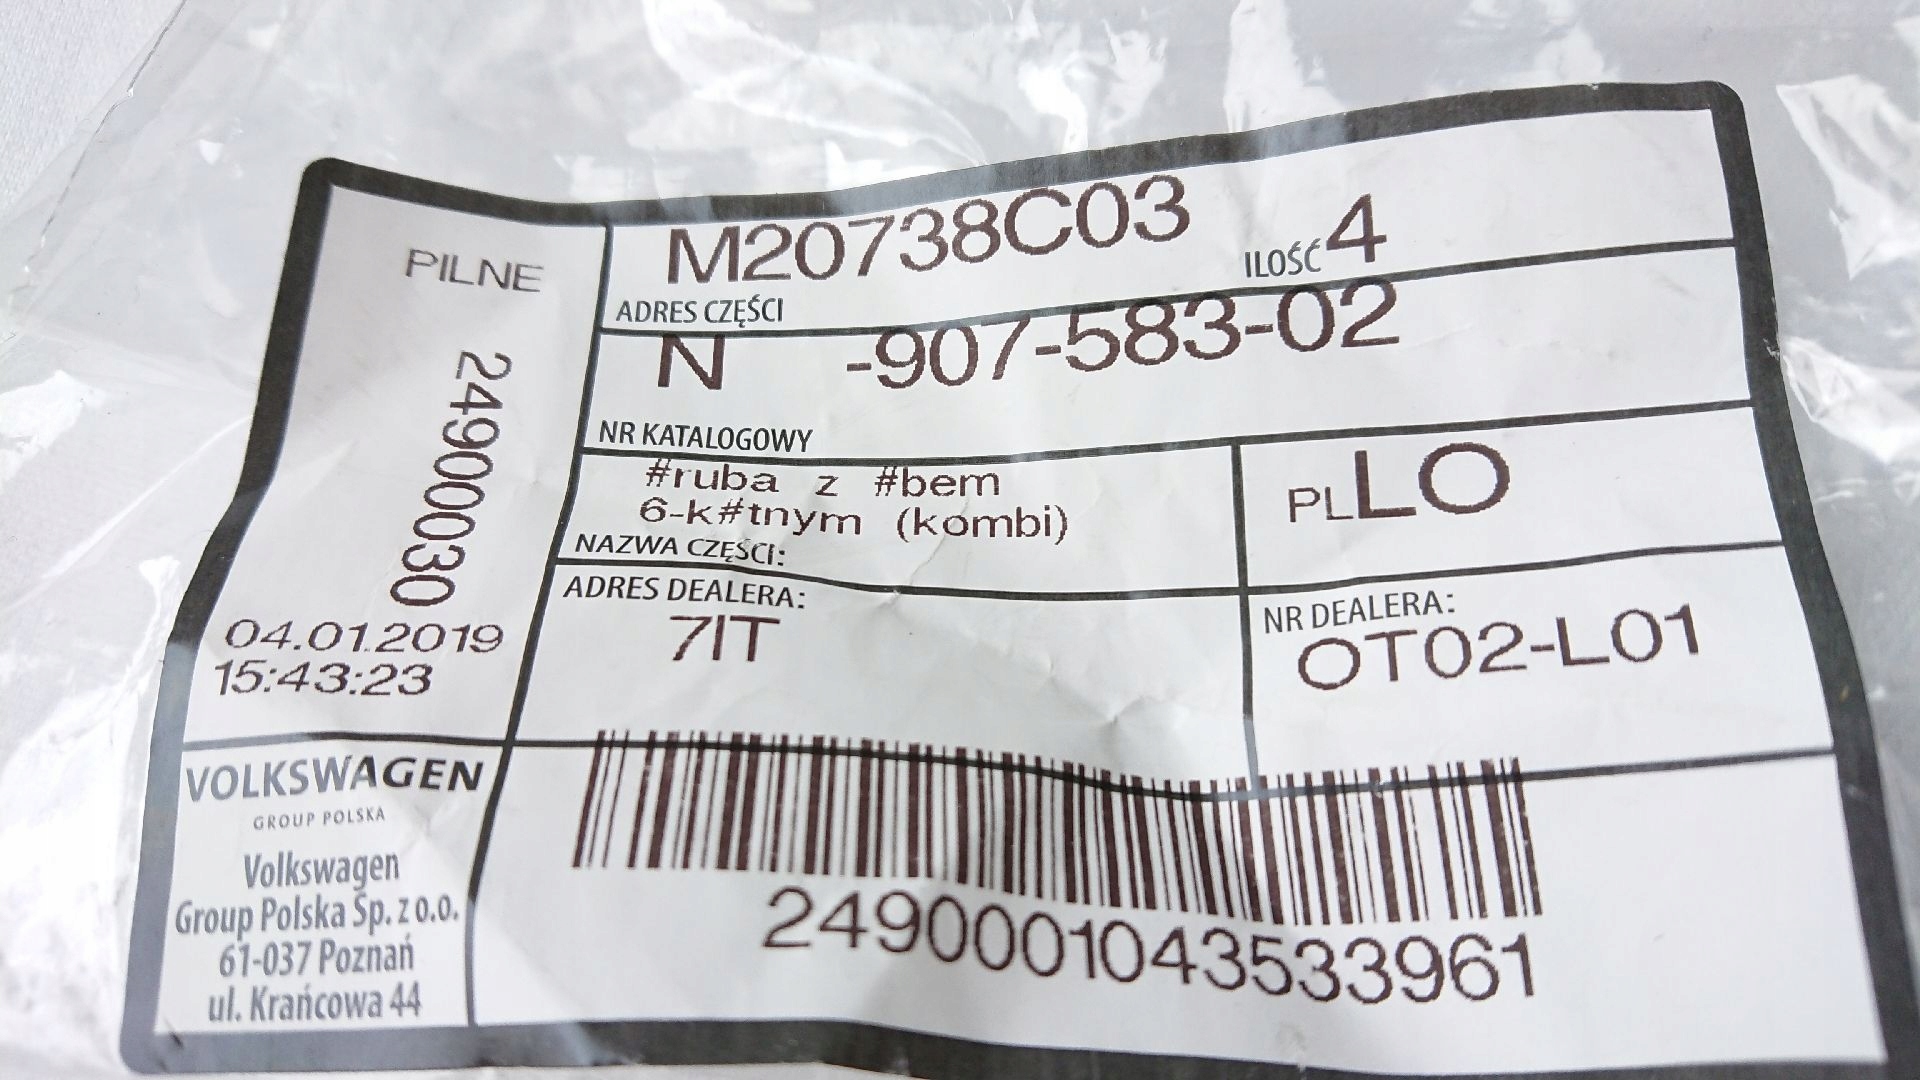 PILNE
24900030
04.01.2019
15:43:23
M20738C03
ILOŚĆ 4
ADRES CZĘŚCI
N -907-583-02
NR KATALOGOWY
#ruba z #bem
6-k#tnym (kombi)
NAZWA CZĘŚCI:
PLLO
ADRES DEALERA:
7IT
NR DEALERA:
OT02-L01
VOLKSWAGEN
GROUP POLSKA
Volkswagen
Group Polska Sp. z o.o.
61-037 Poznań
ul. Krańcowa 44
2490001043533961